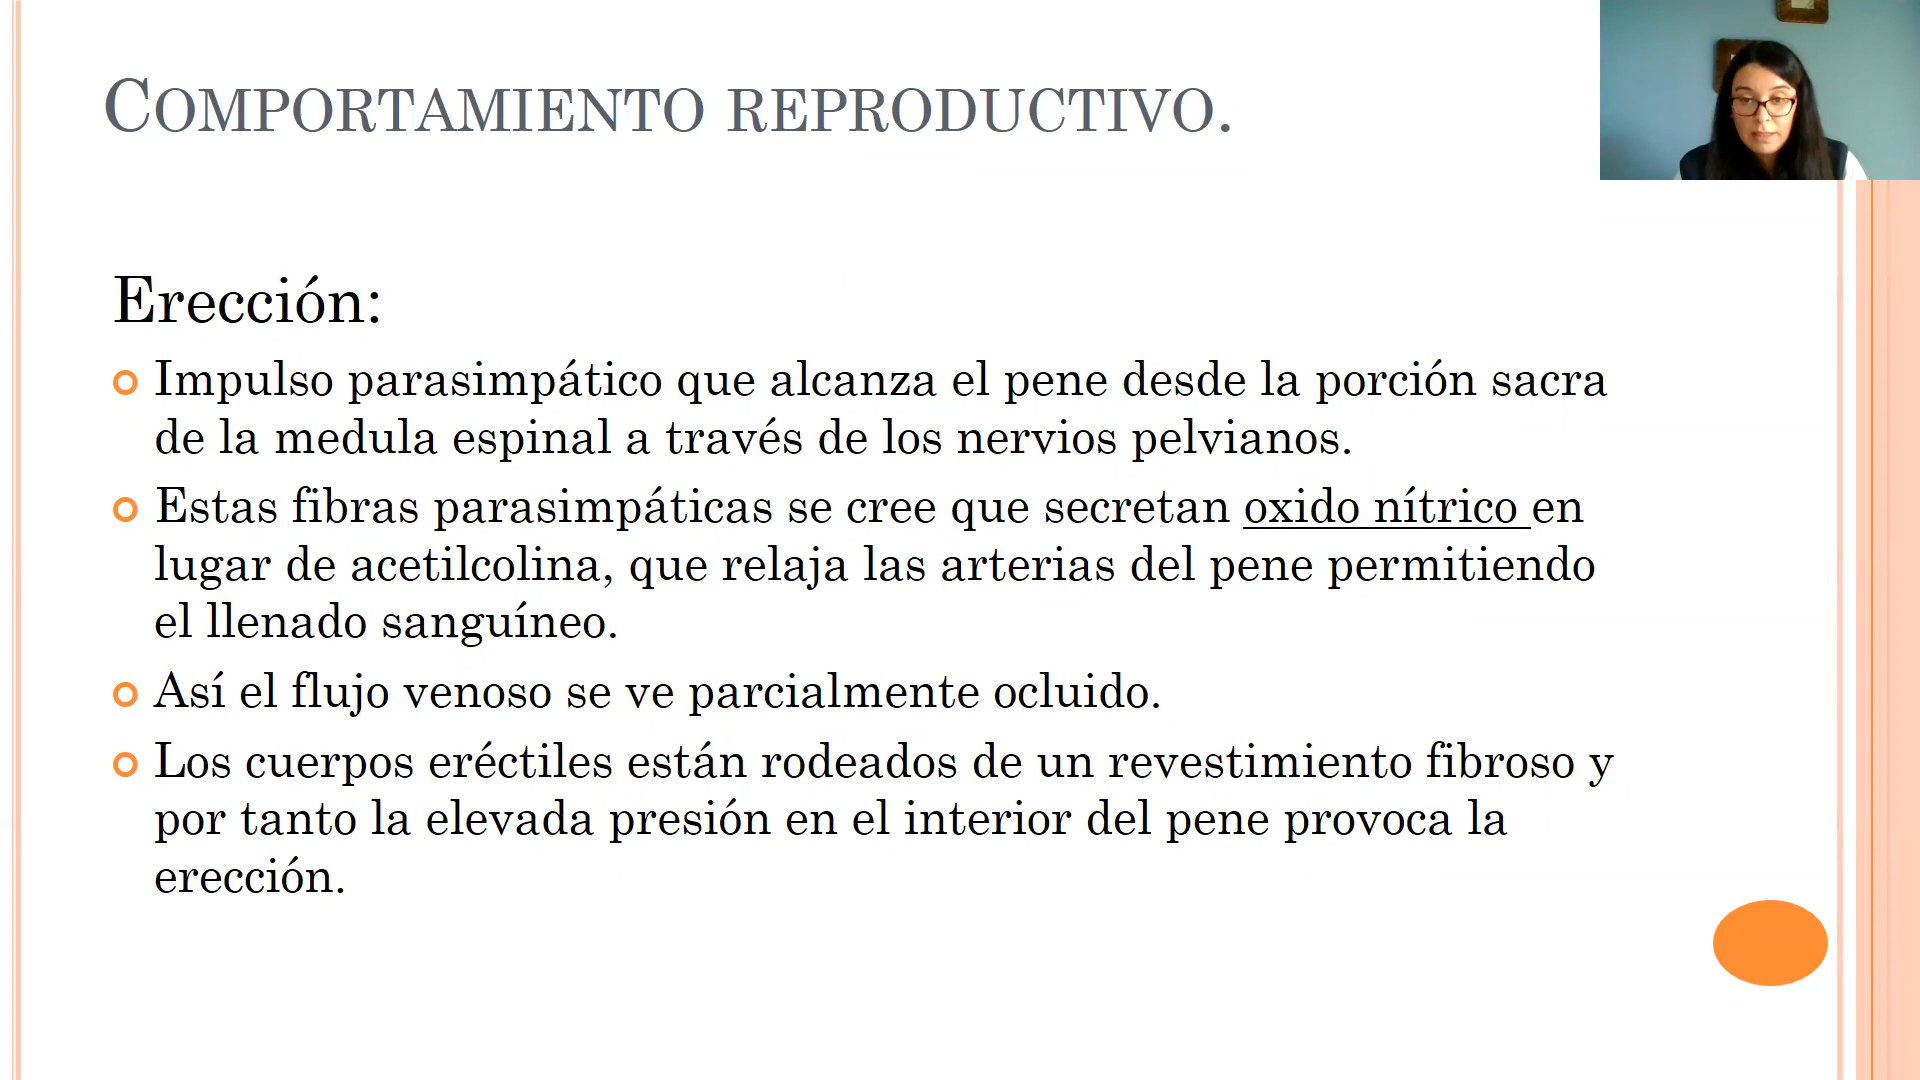 COMPORTAMIENTO REPRODUCTIVO.
Erección:
Impulso parasimpático que alcanza el pene desde la porción sacra
de la medula espinal a través de los nervios pelvianos.
Estas fibras parasimpáticas se cree que secretan oxido nítrico en
lugar de acetilcolina, que relaja las arterias del pene permitiendo
el llenado sanguíneo.
Así el flujo venoso se ve parcialmente ocluido.
Los cuerpos eréctiles están rodeados de un revestimiento fibroso y
por tanto la elevada presión en el interior del pene provoca la
erección.